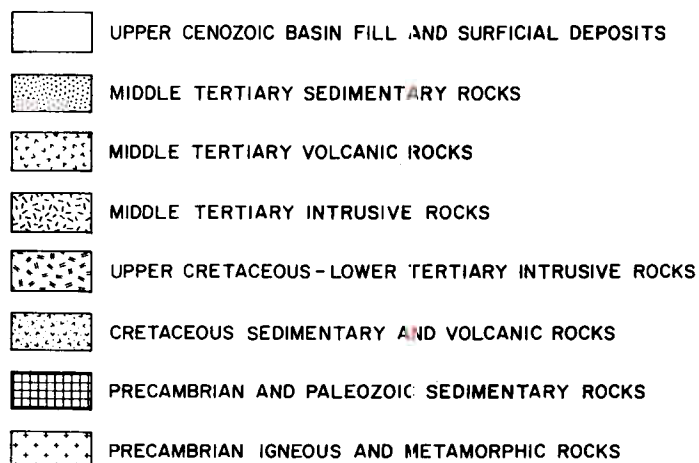 UPPER CENOZOIC BASIN FILL AND SURFICIAL DEPOSITS
MIDDLE TERTIARY SEDIMENTARY ROCKS
MIDDLE TERTIARY VOLCANIC ROCKS
MIDDLE TERTIARY INTRUSIVE ROCKS
UPPER CRETACEOUS-LOWER TERTIARY INTRUSIVE ROCKS
CRETACEOUS SEDIMENTARY AND VOLCANIC ROCKS
PRECAMBRIAN AND PALEOZOIC SEDIMENTARY ROCKS
PRECAMBRIAN IGNEOUS AND METAMORPHIC ROCKS